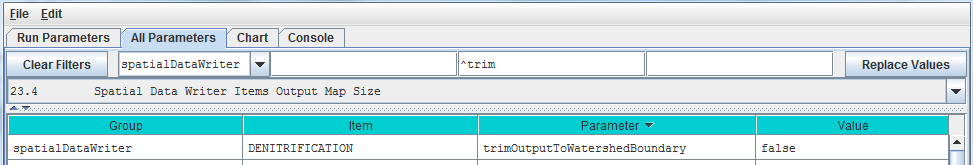 File Edit
Run Parameters All Parameters Chart Console
Clear Filters spatialDataWriter ^trim Replace Values
23.4 Spatial Data Writer Items Output Map Size
Group Item Parameter Value
spatialDataWriter DENITRIFICATION trimOutputToWatershedBoundary false